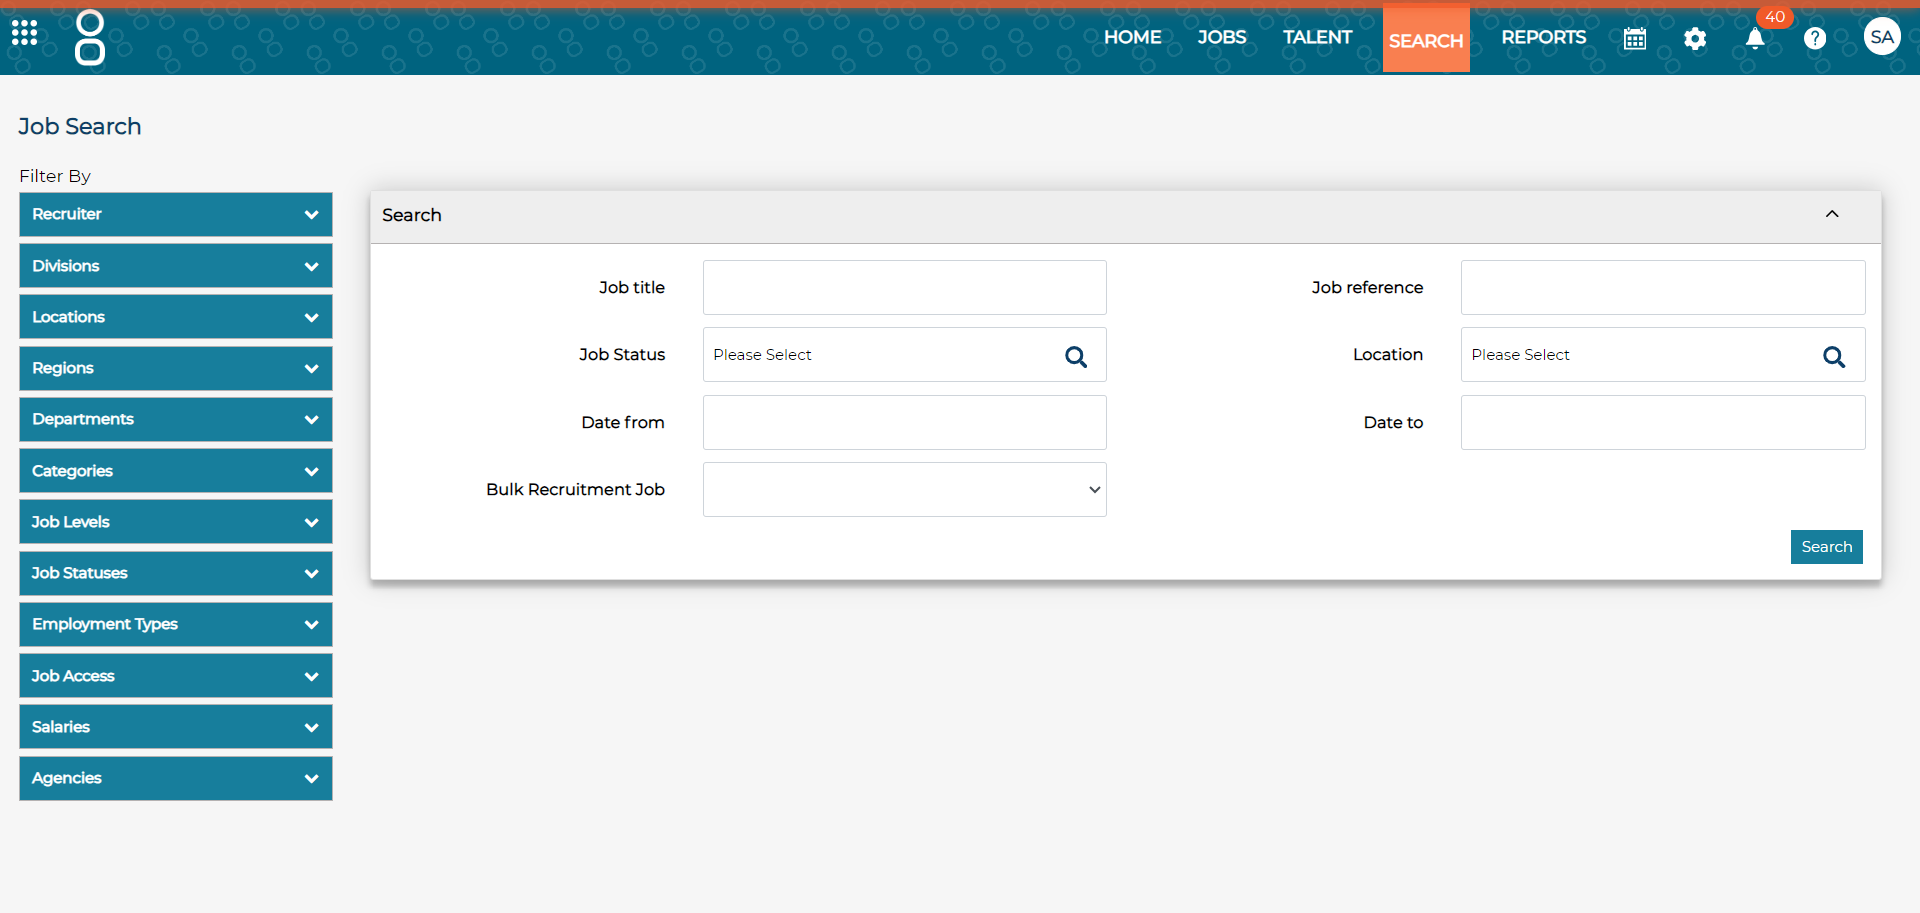 HOME
JOBS
TALENT
SEARCH
REPORTS
40
?
SA
Job Search
Filter By
Recruiter
Divisions
Locations
Regions
Departments
Categories
Job Levels
Job Statuses
Employment Types
Job Access
Salaries
Agencies
Search
Job title
Job reference
Job Status
Please Select
Location
Please Select
Date from
Date to
Bulk Recruitment Job
Search